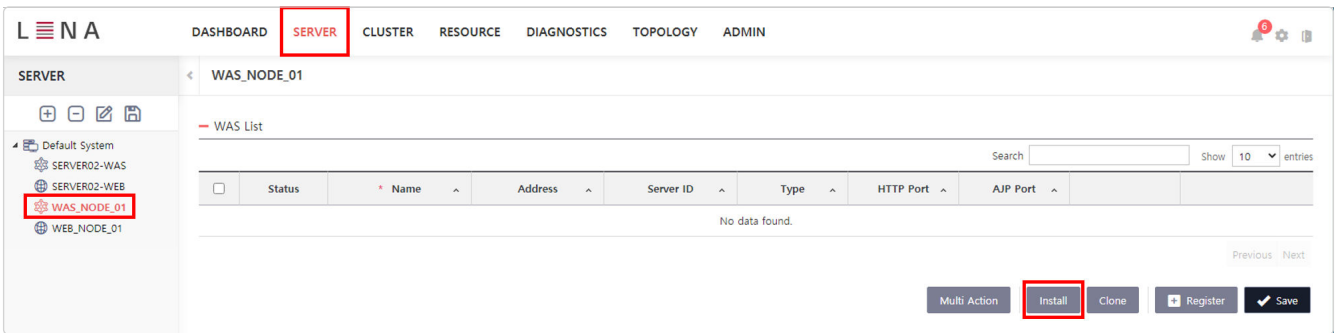 LENA DASHBOARD SERVER CLUSTER RESOURCE DIAGNOSTICS TOPOLOGY ADMIN 6
SERVER
WAS_NODE_01
Default System
SERVER02-WAS
SERVER02-WEB
WAS_NODE_01
WEB_NODE_01
WAS List
Search Show 10 entries
Status * Name Address Server ID Type HTTP Port AJP Port
No data found.
Previous Next
Multi Action Install Clone Register Save